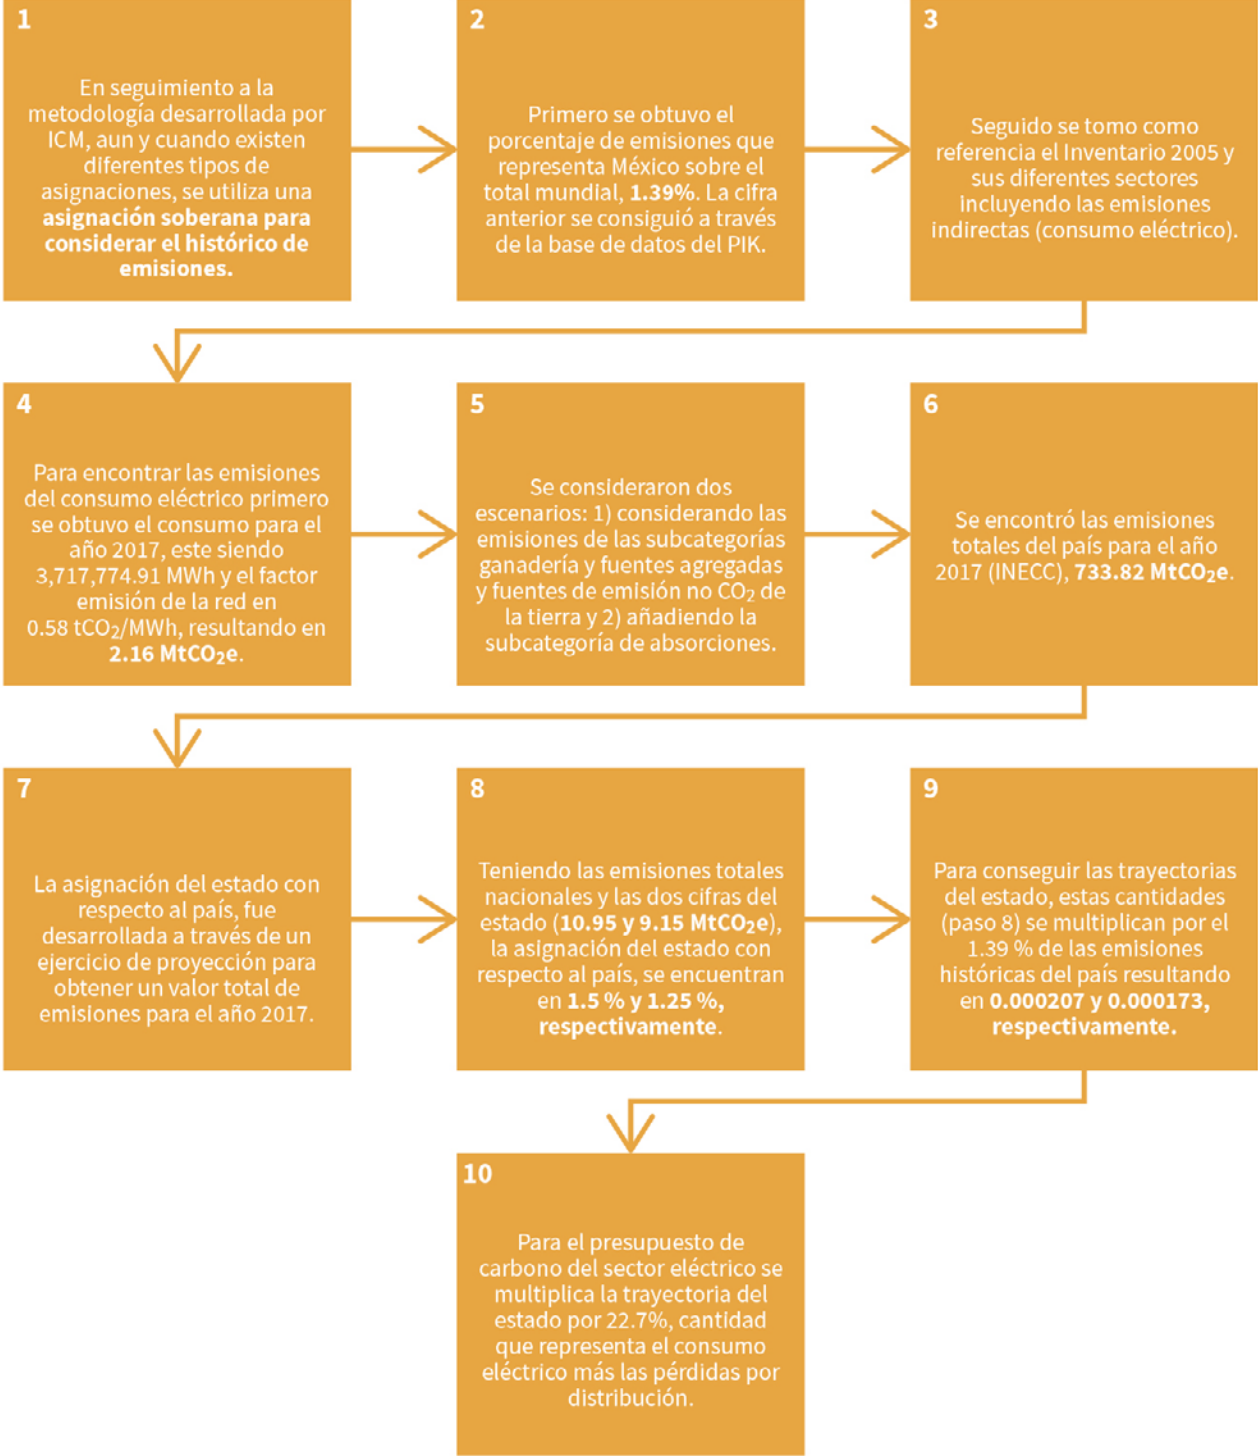 1
En seguimiento a la
metodología desarrollada por
ICM, aun y cuando existen
diferentes tipos de
asignaciones, se utiliza una
asignación soberana para
considerar el histórico de
emisiones.
2
Primero se obtuvo el
porcentaje de emisiones que
representa México sobre el
total mundial, 1.39%. La cifra
anterior se consiguió a través
de la base de datos del PIK.
3
Seguido se tomo como
referencia el Inventario 2005 y
sus diferentes sectores
incluyendo las emisiones
indirectas (consumo eléctrico).
4
Para encontrar las emisiones
del consumo eléctrico primero
se obtuvo el consumo para el
año 2017, este siendo
3,717,774.91 MWh y el factor
emisión de la red en
0.58 tCO₂/MWh, resultando en
2.16 MtCO₂e.
5
Se consideraron dos
escenarios: 1) considerando las
emisiones de las subcategorías
ganadería y fuentes agregadas
y fuentes de emisión no CO₂ de
la tierra y 2) añadiendo la
subcategoría de absorciones.
6
Se encontró las emisiones
totales del país para el año
2017 (INECC), 733.82 MtCO₂e.
7
La asignación del estado con
respecto al país, fue
desarrollada a través de un
ejercicio de proyección para
obtener un valor total de
emisiones para el año 2017.
8
Teniendo las emisiones totales
nacionales y las dos cifras del
estado (10.95 y 9.15 MtCO₂e),
la asignación del estado con
respecto al país, se encuentran
en 1.5 % y 1.25 %,
respectivamente.
9
Para conseguir las trayectorias
del estado, estas cantidades
(paso 8) se multiplican por el
1.39 % de las emisiones
históricas del país resultando
en 0.000207 y 0.000173,
respectivamente.
10
Para el presupuesto de
carbono del sector eléctrico se
multiplica la trayectoria del
estado por 22.7%, cantidad
que representa el consumo
eléctrico más las pérdidas por
distribución.